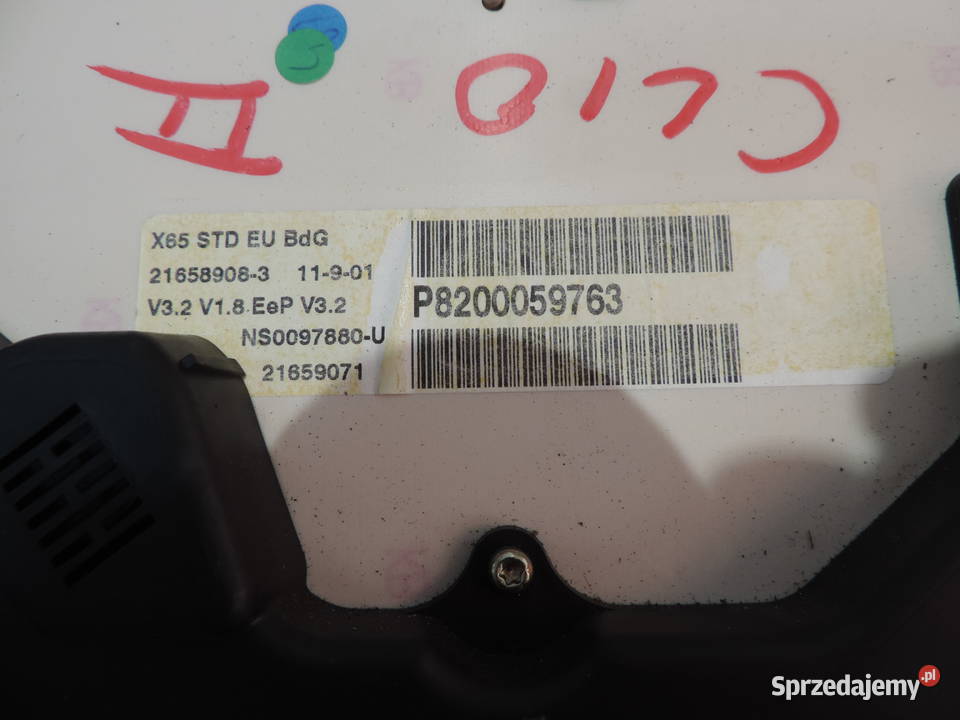 CLIO
II
X65 STD EU BdG
21658908-3 11-9-01
V3.2 V1.8 EeP V3.2
NS0097880-U
21659071
P8200059763
Sprzedajemy.pl